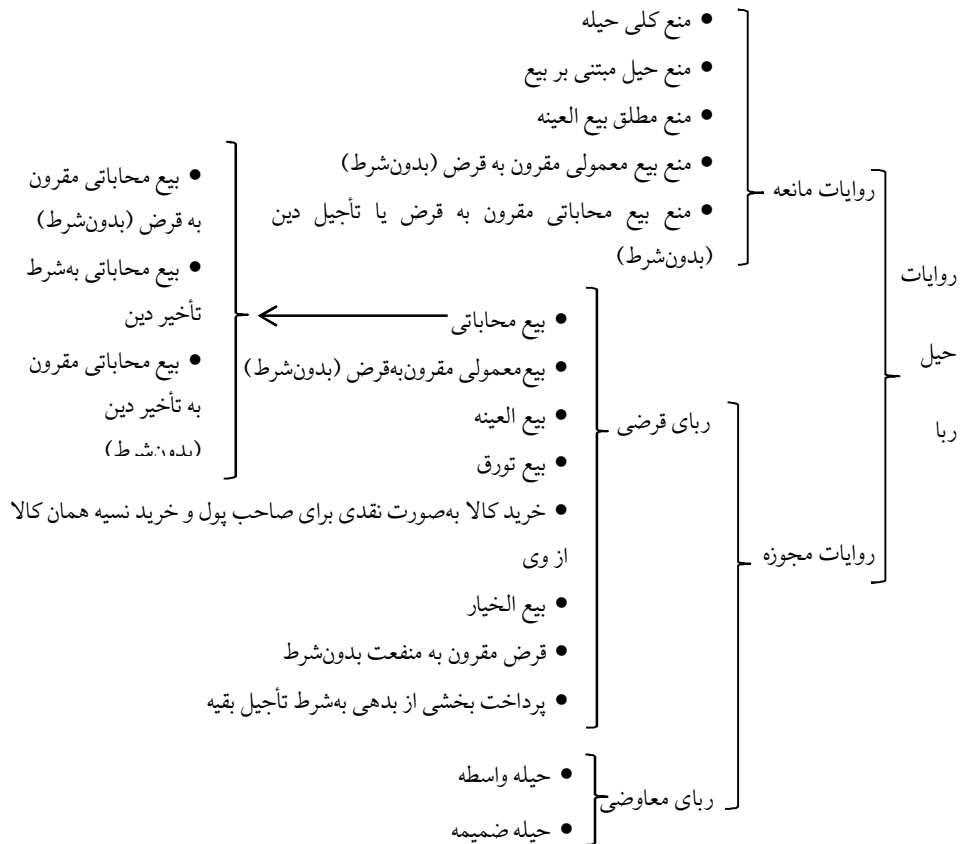 روایات
حیل
ربا
روایات مانعه
● منع کلی حیله
● منع حیل مبتنی بر بیع
● منع مطلق بیع العینه
● منع بیع معمولی مقرون به قرض (بدون‌شرط)
● منع بیع محاباتی مقرون به قرض یا تأجیل دین
(بدون‌شرط)
روایات مجوزه
ربای قرضی
● بیع محاباتی
● بیع محاباتی مقرون
به قرض (بدون‌شرط)
● بیع محاباتی به‌شرط
تأخیر دین
● بیع محاباتی مقرون
به تأخیر دین
(بدون‌شرط)
● بیع‌معمولی مقرون‌به‌قرض (بدون‌شرط)
● بیع العینه
● بیع تورق
● خرید کالا به‌صورت نقدی برای صاحب پول و خرید نسیه همان کالا
از وی
● بیع الخیار
● قرض مقرون به منفعت بدون‌شرط
● پرداخت بخشی از بدهی به‌شرط تأجیل بقیه
ربای معاوضی
● حیله واسطه
● حیله ضمیمه